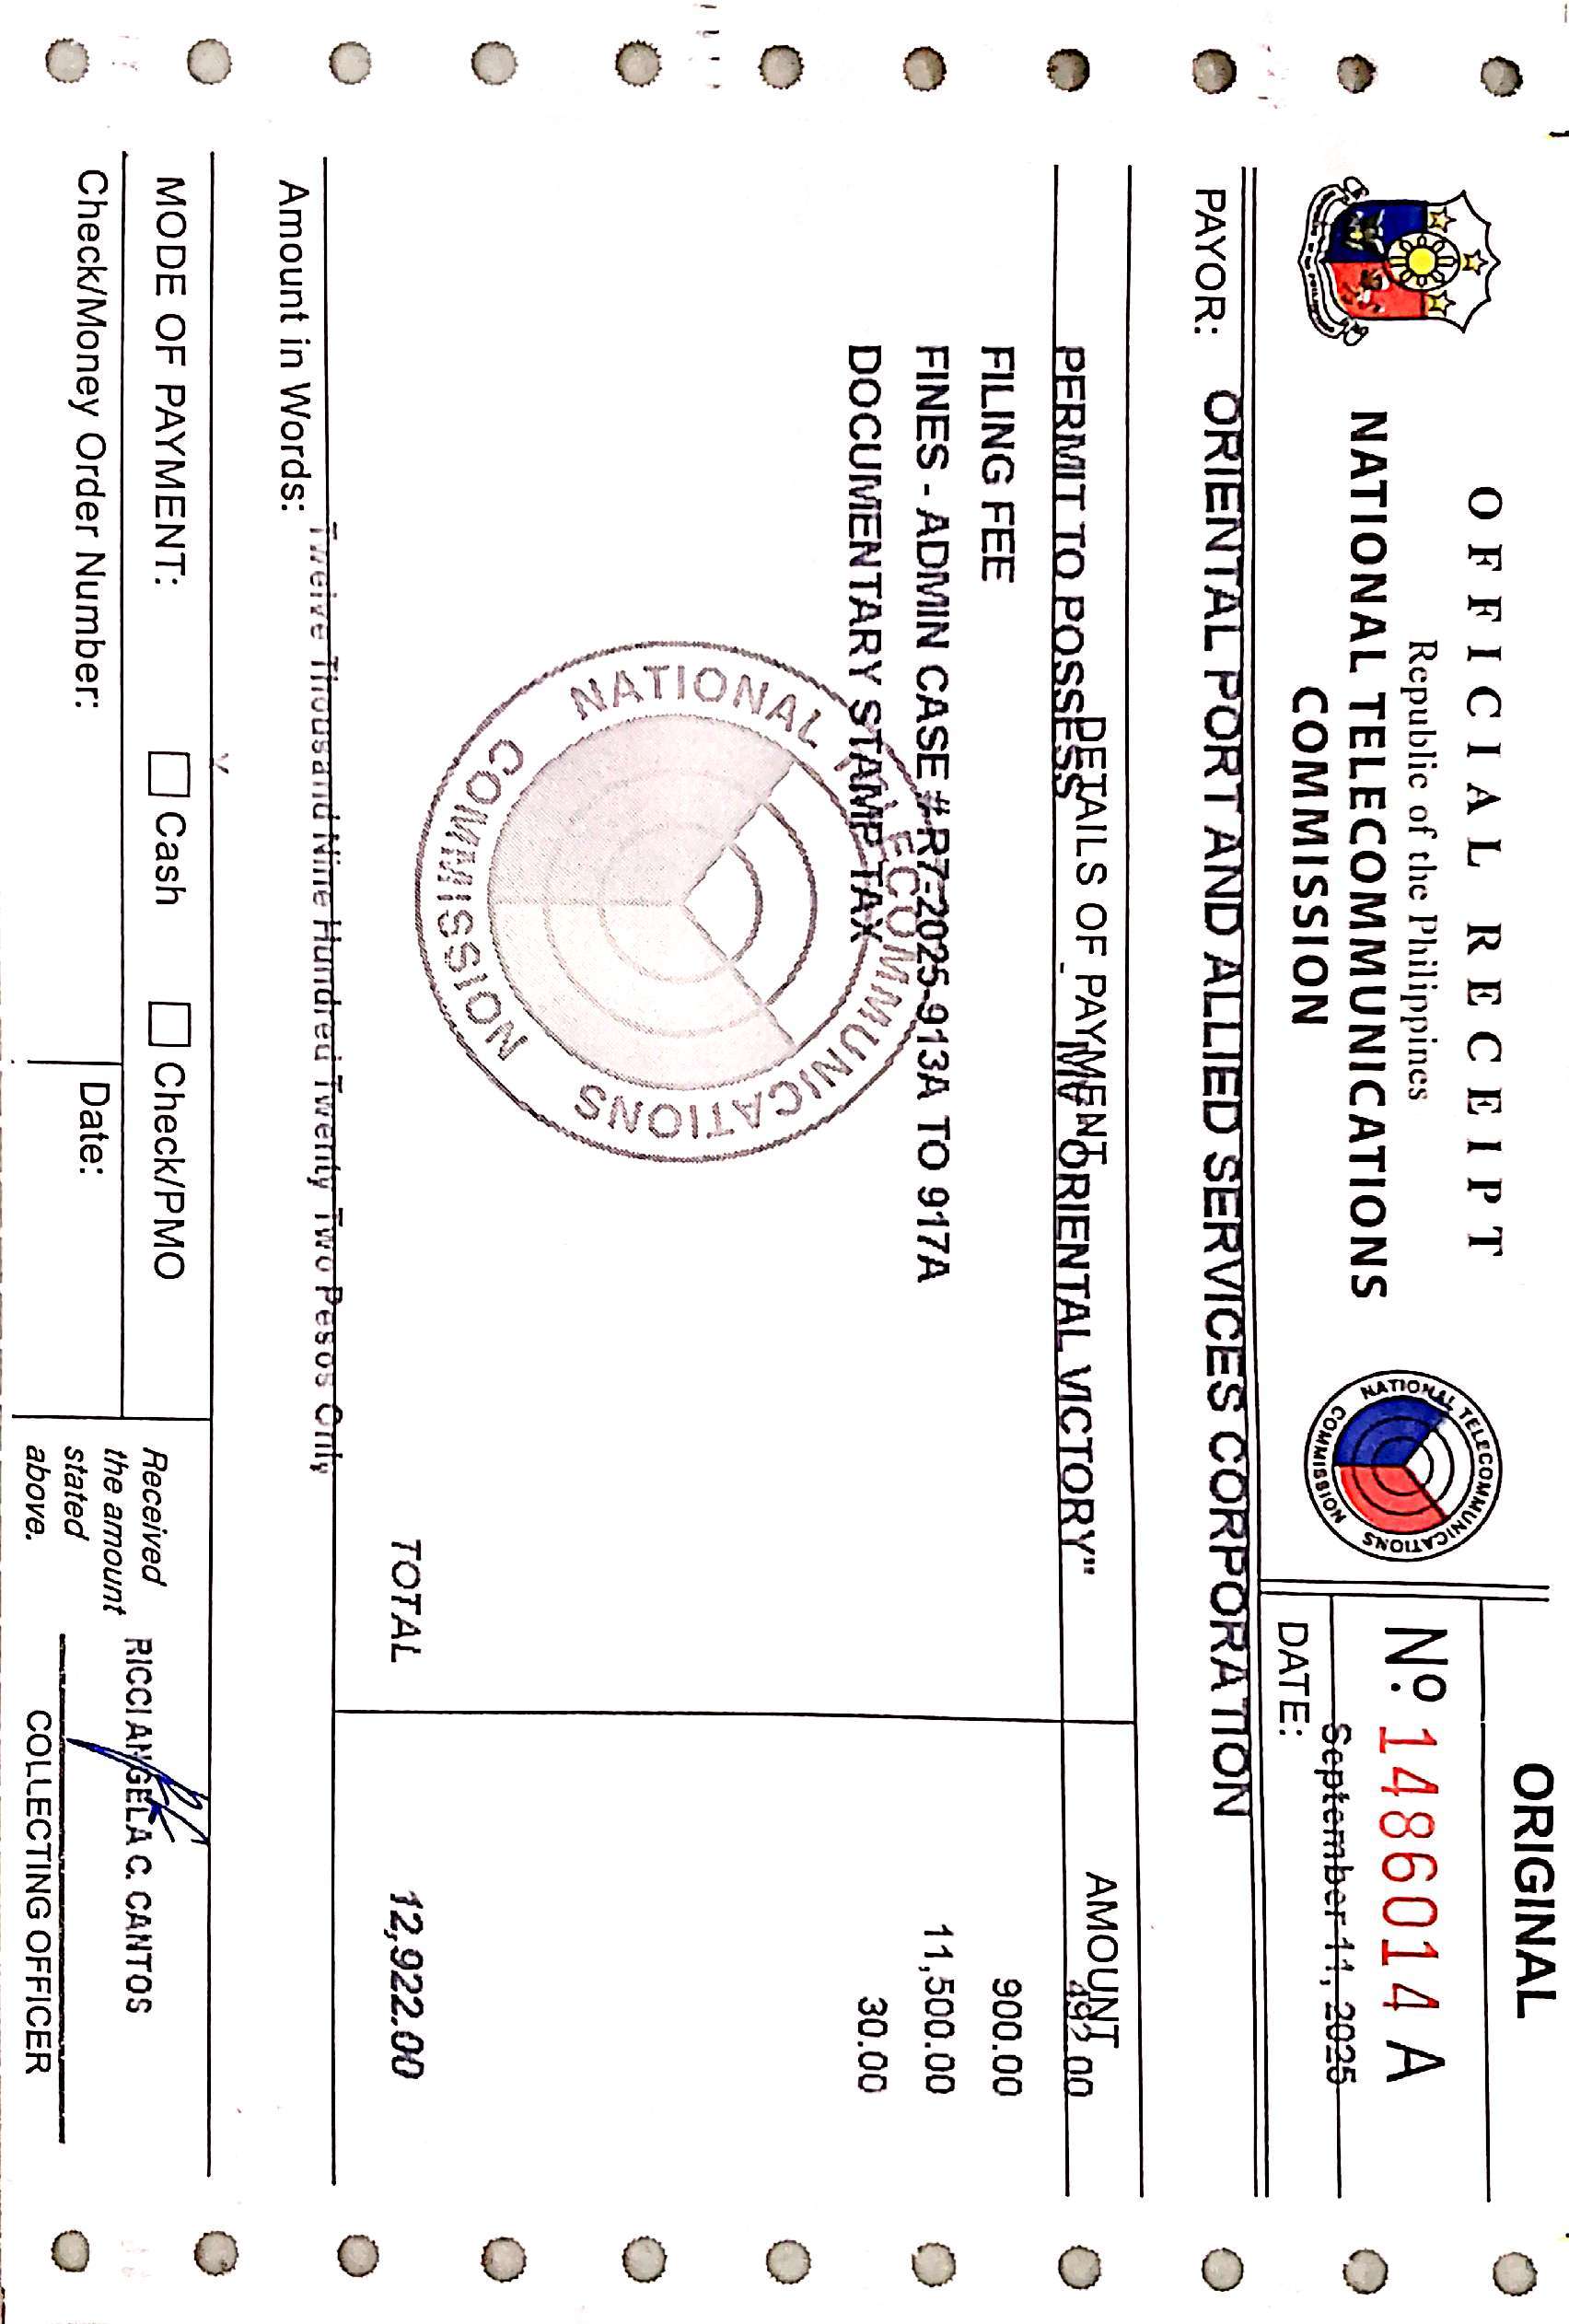 ORIGINAL
OFFICIAL RECEIPT
Republic of the Philippines
NATIONAL TELECOMMUNICATIONS
COMMISSION
NATIONAL TELECOMMUNICATIONS COMMISSION
Nº. 1486014 A
DATE: September 11, 2025
PAYOR: ORIENTAL PORT AND ALLIED SERVICES CORPORATION
DETAILS OF PAYMENT AMOUNT
PERMIT TO POSSESS - MV "ORIENTAL VICTORY" 492.00
FILING FEE 900.00
FINES - ADMIN CASE # R7-2025-913A TO 917A 11,500.00
DOCUMENTARY STAMP TAX 30.00
NATIONAL TELECOMMUNICATIONS COMMISSION
TOTAL 12,922.00
Amount in Words: Twelve Thousand Nine Hundred Twenty Two Pesos Only
MODE OF PAYMENT: Cash Check/PMO
Check/Money Order Number: Date:
Received
the amount
stated
above.
RICCI ANGELA C. CANTOS
COLLECTING OFFICER